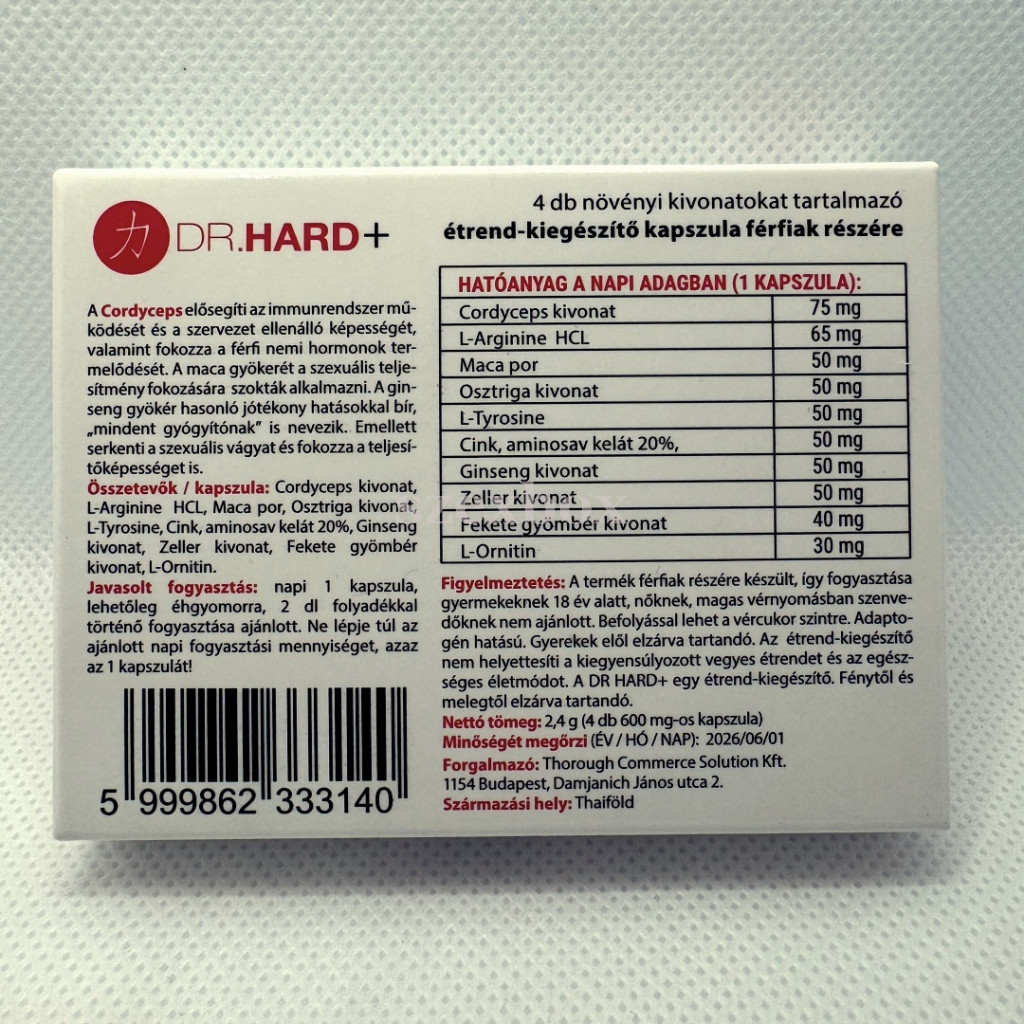 力 DR.HARD+
4 db növényi kivonatokat tartalmazó
étrend-kiegészítő kapszula férfiak részére
A Cordyceps elősegíti az immunrendszer mű-
ködését és a szervezet ellenálló képességét,
valamint fokozza a férfi nemi hormonok ter-
melődését. A maca gyökerét a szexuális telje-
sítmény fokozására szokták alkalmazni. A gin-
seng gyökér hasonló jótékony hatásokkal bír,
„mindent gyógyítónak” is nevezik. Emellett
serkenti a szexuális vágyat és fokozza a teljesí-
tőképességet is.
Összetevők / kapszula: Cordyceps kivonat,
L-Arginine HCL, Maca por, Osztriga kivonat,
L-Tyrosine, Cink, aminosav kelát 20%, Ginseng
kivonat, Zeller kivonat, Fekete gyömbér
kivonat, L-Ornitin.
Javasolt fogyasztás: napi 1 kapszula,
lehetőleg éhgyomorra, 2 dl folyadékkal
történő fogyasztása ajánlott. Ne lépje túl az
ajánlott napi fogyasztási mennyiséget, azaz
az 1 kapszulát!
5 999862 333140
HATÓANYAG A NAPI ADAGBAN (1 KAPSZULA):
Cordyceps kivonat 75 mg
L-Arginine HCL 65 mg
Maca por 50 mg
Osztriga kivonat 50 mg
L-Tyrosine 50 mg
Cink, aminosav kelát 20%, 50 mg
Ginseng kivonat 50 mg
Zeller kivonat 50 mg
Fekete gyömbér kivonat 40 mg
L-Ornitin 30 mg
Figyelmeztetés: A termék férfiak részére készült, így fogyasztása
gyermekeknek 18 év alatt, nőknek, magas vérnyomásban szenve-
dőknek nem ajánlott. Befolyással lehet a vércukor szintre. Adapto-
gén hatású. Gyerekek elől elzárva tartandó. Az étrend-kiegészítő
nem helyettesíti a kiegyensúlyozott vegyes étrendet és az egész-
séges életmódot. A DR HARD+ egy étrend-kiegészítő. Fénytől és
melegtől elzárva tartandó.
Nettó tömeg: 2,4 g (4 db 600 mg-os kapszula)
Minőségét megőrzi (ÉV / HÓ / NAP): 2026/06/01
Forgalmazó: Thorough Commerce Solution Kft.
1154 Budapest, Damjanich János utca 2.
Származási hely: Thaiföld